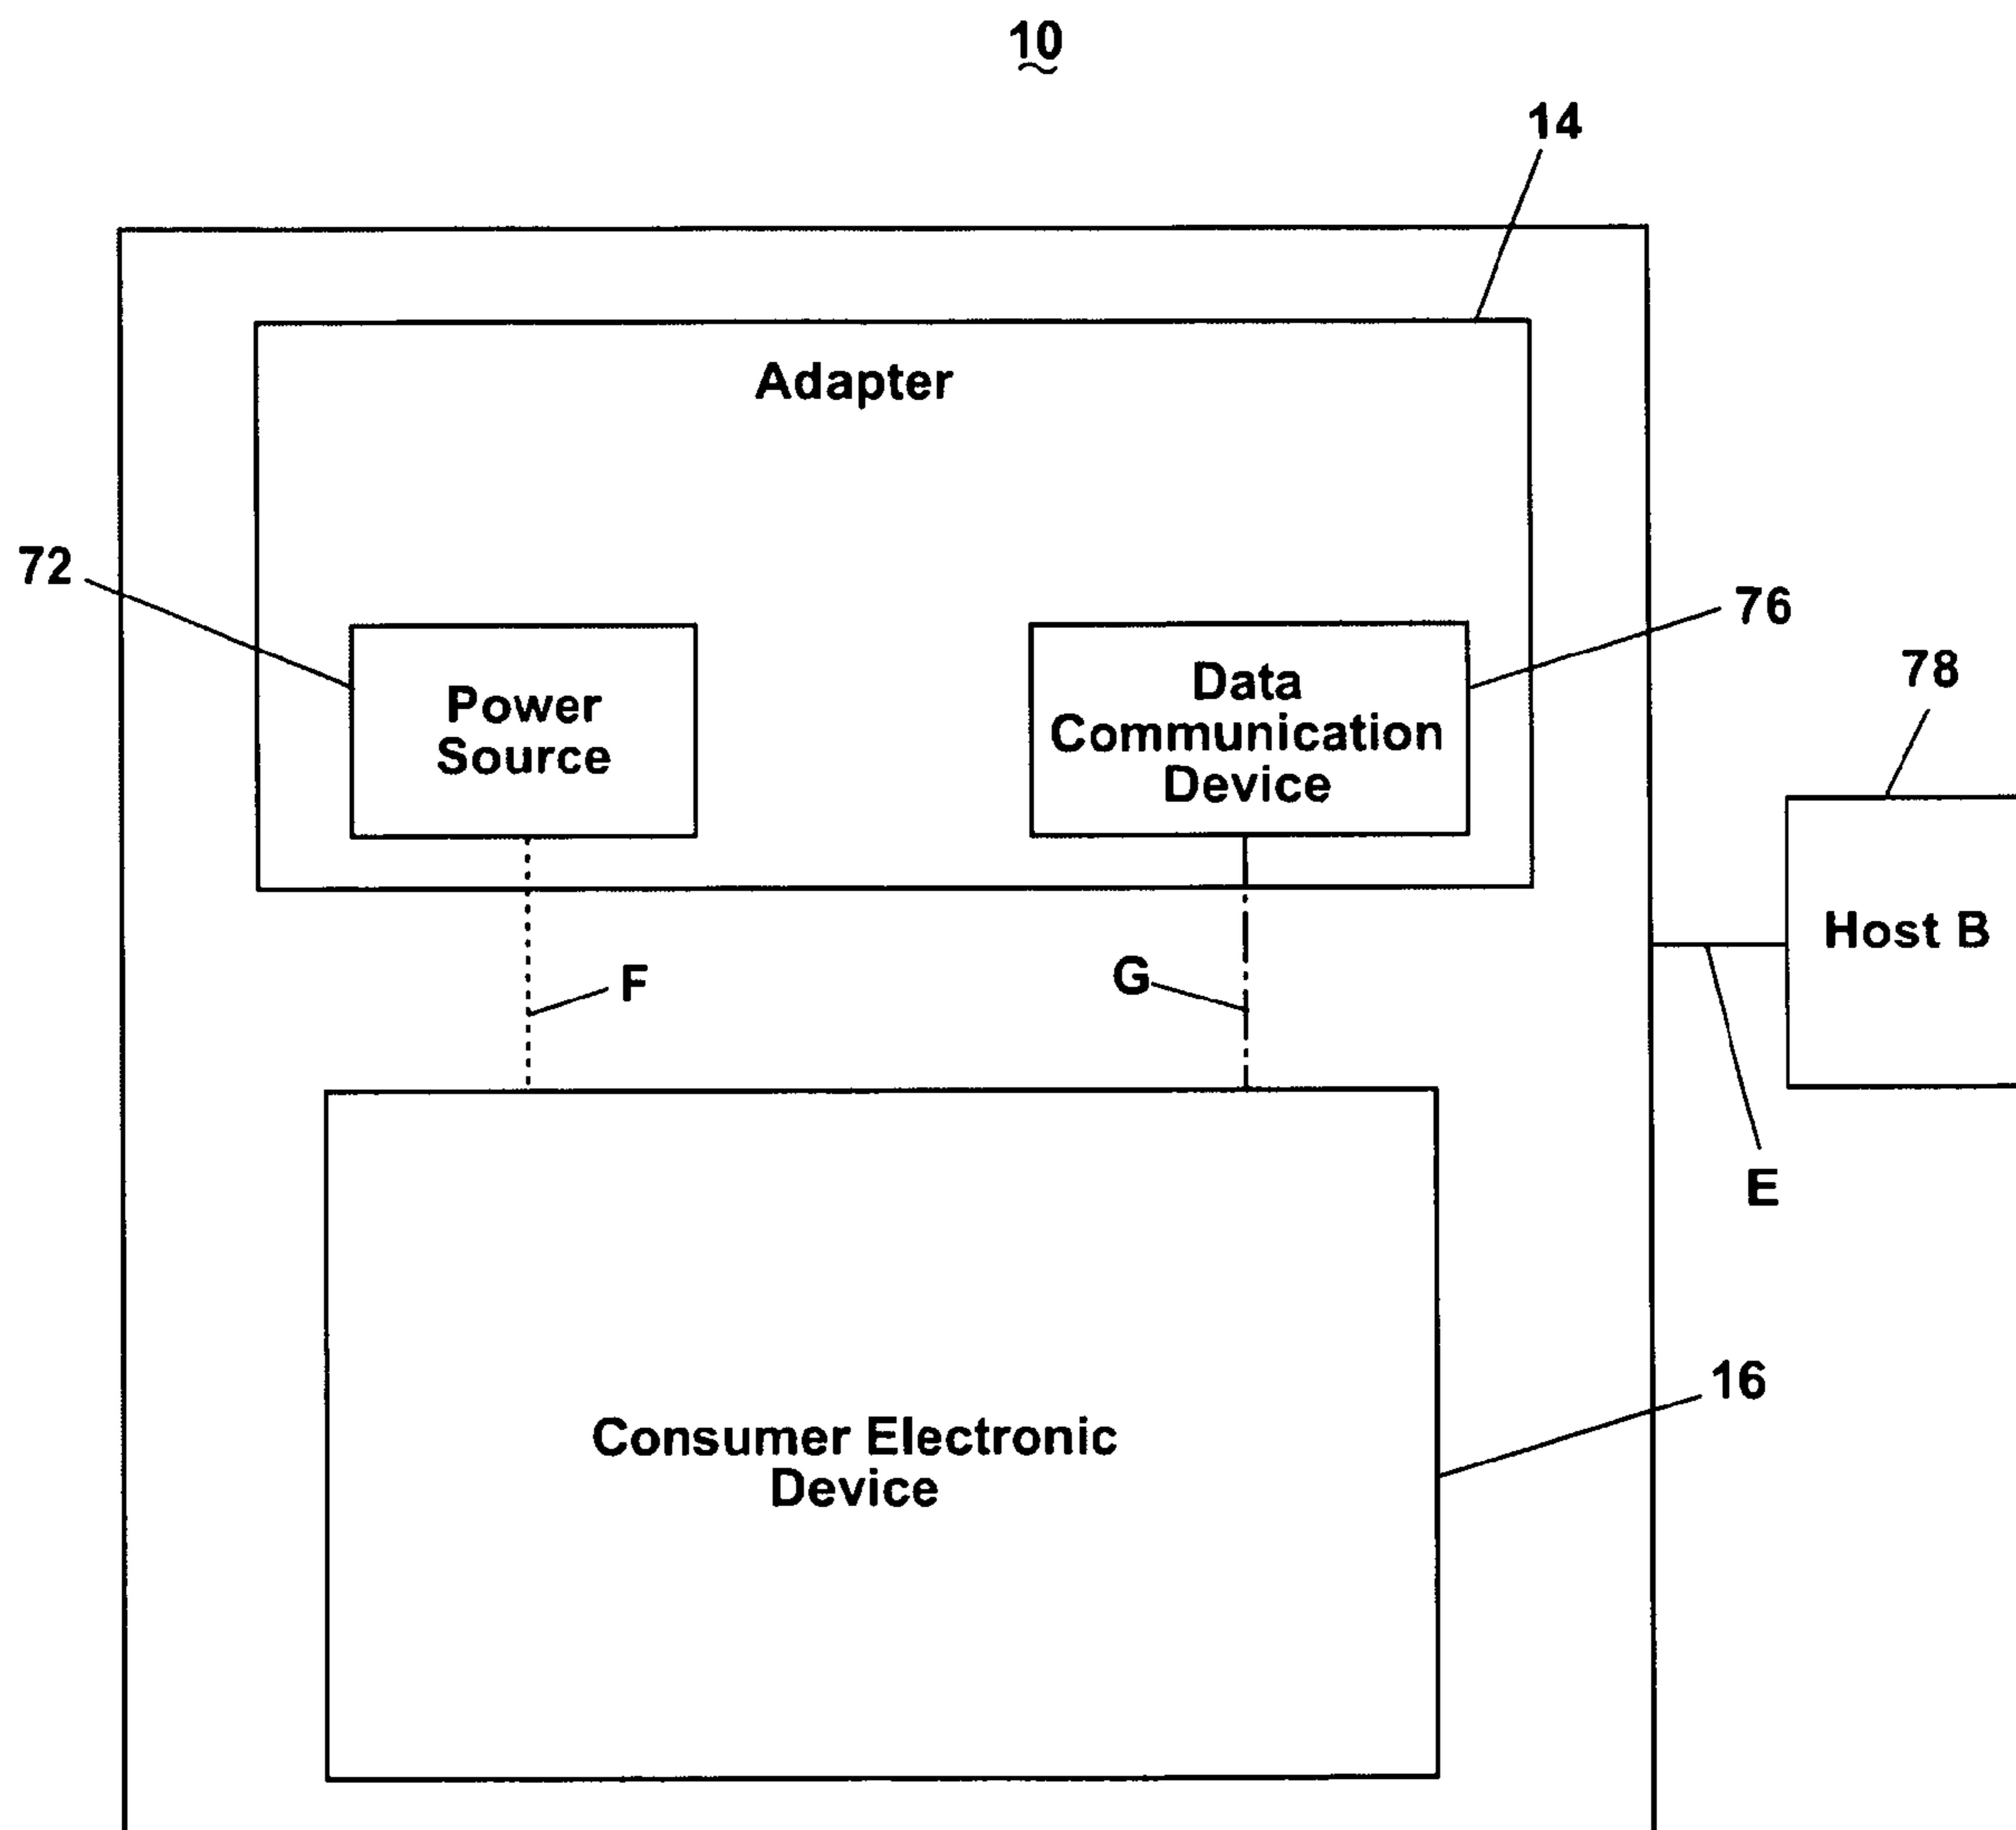 10
14
Adapter
72
76
Power
Source
Data
Communication
Device
78
Host B
F
G
E
16
Consumer Electronic
Device